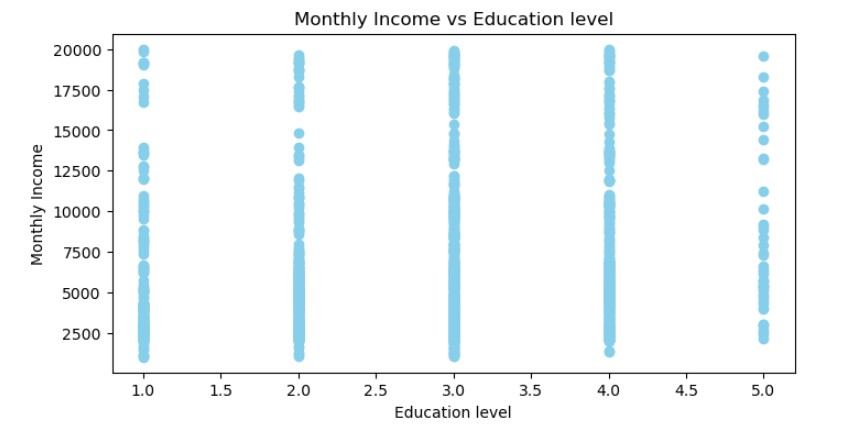 Monthly Income vs Education level
20000
17500
15000
12500
10000
7500
5000
2500
Monthly Income
1.0 1.5 2.0 2.5 3.0 3.5 4.0 4.5 5.0
Education level